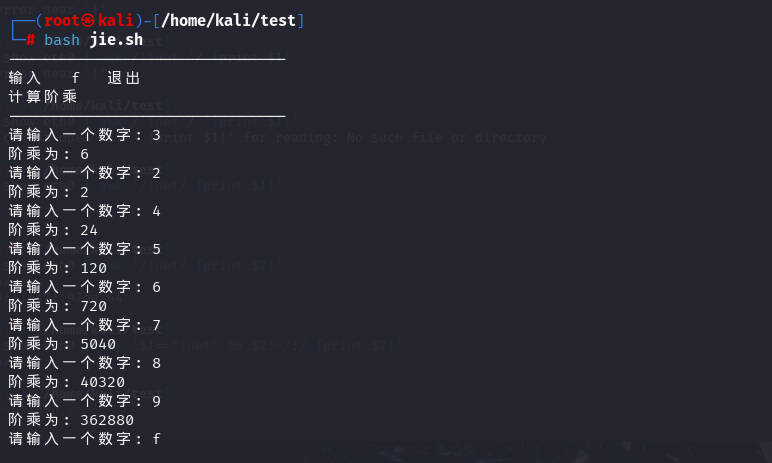 ┌──(root㉿kali)-[/home/kali/test]
└─# bash jie.sh
-------------------------------
输入 f 退出
计算阶乘
-------------------------------
请输入一个数字: 3
阶乘为: 6
请输入一个数字: 2
阶乘为: 2
请输入一个数字: 4
阶乘为: 24
请输入一个数字: 5
阶乘为: 120
请输入一个数字: 6
阶乘为: 720
请输入一个数字: 7
阶乘为: 5040
请输入一个数字: 8
阶乘为: 40320
请输入一个数字: 9
阶乘为: 362880
请输入一个数字: f